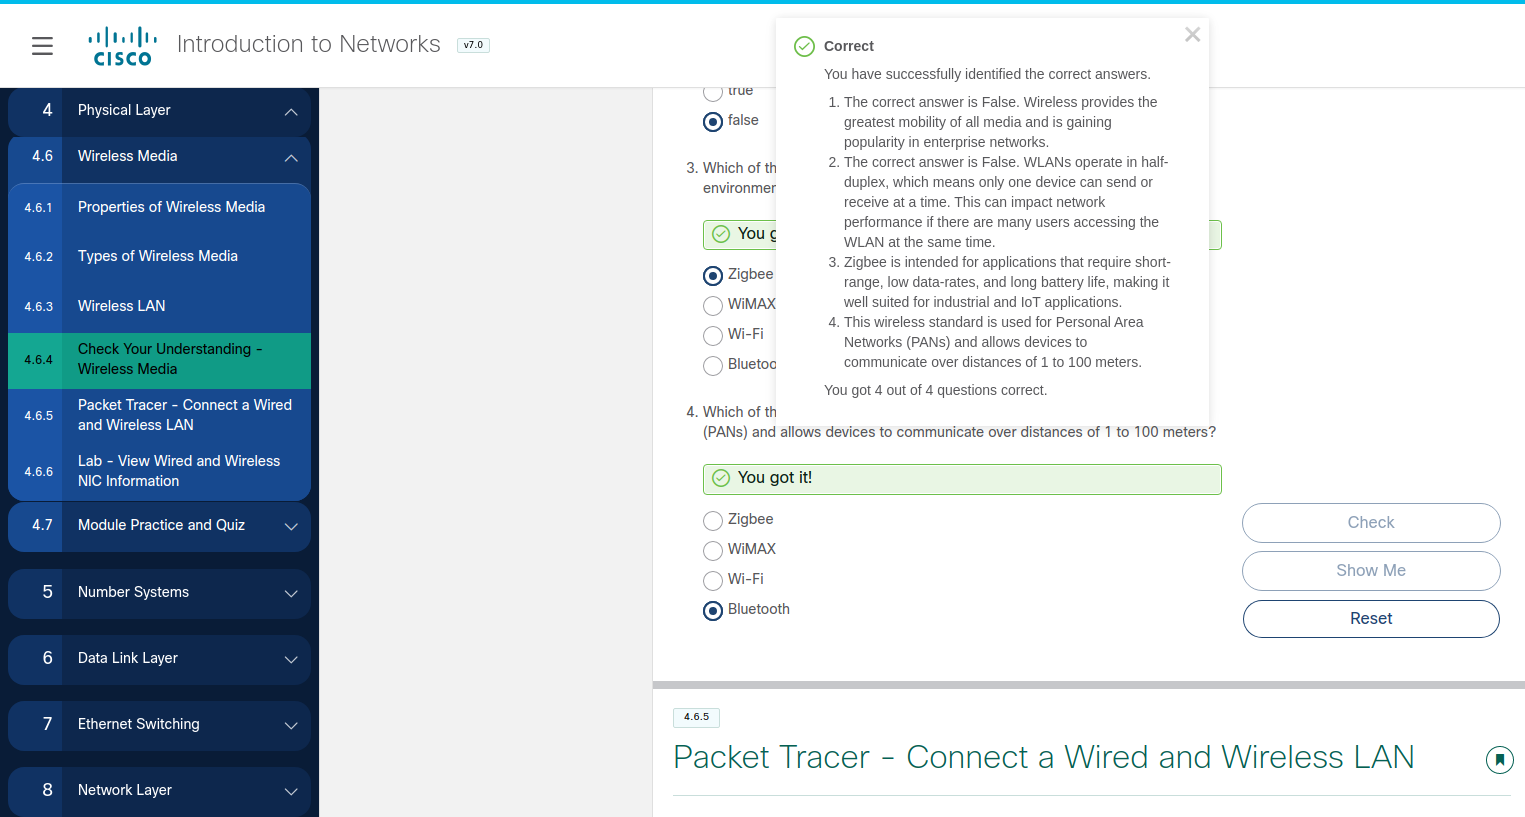 CISCO
Introduction to Networks
v7.0
4
Physical Layer
4.6
Wireless Media
4.6.1
Properties of Wireless Media
4.6.2
Types of Wireless Media
4.6.3
Wireless LAN
4.6.4
Check Your Understanding -
Wireless Media
4.6.5
Packet Tracer - Connect a Wired
and Wireless LAN
4.6.6
Lab - View Wired and Wireless
NIC Information
4.7
Module Practice and Quiz
5
Number Systems
6
Data Link Layer
7
Ethernet Switching
8
Network Layer
true
false
3. Which of th
environmer
You g
Zigbee
WiMAX
Wi-Fi
Bluetoo
4. Which of th
(PANs) and allows devices to communicate over distances of 1 to 100 meters?
You got it!
Zigbee
WiMAX
Wi-Fi
Bluetooth
Correct
You have successfully identified the correct answers.
1. The correct answer is False. Wireless provides the
greatest mobility of all media and is gaining
popularity in enterprise networks.
2. The correct answer is False. WLANs operate in half-
duplex, which means only one device can send or
receive at a time. This can impact network
performance if there are many users accessing the
WLAN at the same time.
3. Zigbee is intended for applications that require short-
range, low data-rates, and long battery life, making it
well suited for industrial and IoT applications.
4. This wireless standard is used for Personal Area
Networks (PANs) and allows devices to
communicate over distances of 1 to 100 meters.
You got 4 out of 4 questions correct.
Check
Show Me
Reset
4.6.5
Packet Tracer - Connect a Wired and Wireless LAN